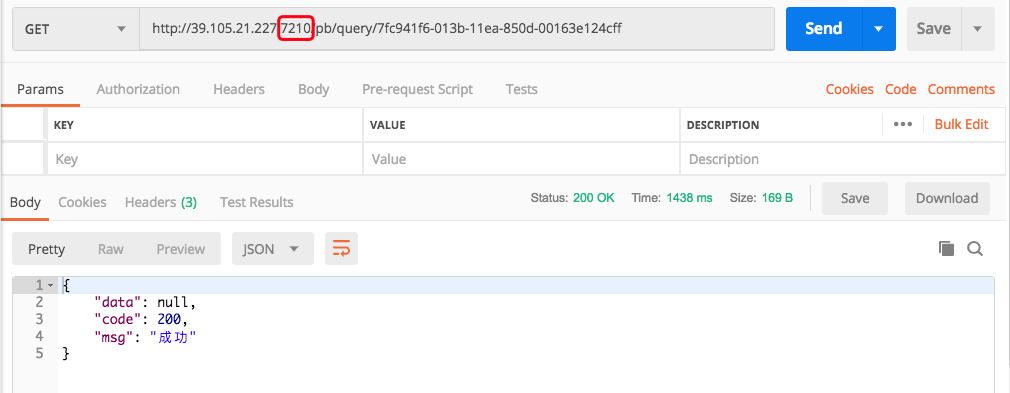 GET http://39.105.21.227:7210/pb/query/7fc941f6-013b-11ea-850d-00163e124cff Send Save
Params Authorization Headers Body Pre-request Script Tests Cookies Code Comments
KEY VALUE DESCRIPTION ••• Bulk Edit
Key Value Description
Body Cookies Headers (3) Test Results Status: 200 OK Time: 1438 ms Size: 169 B Save Download
Pretty Raw Preview JSON
1 {
2 "data": null,
3 "code": 200,
4 "msg": "成功"
5 }